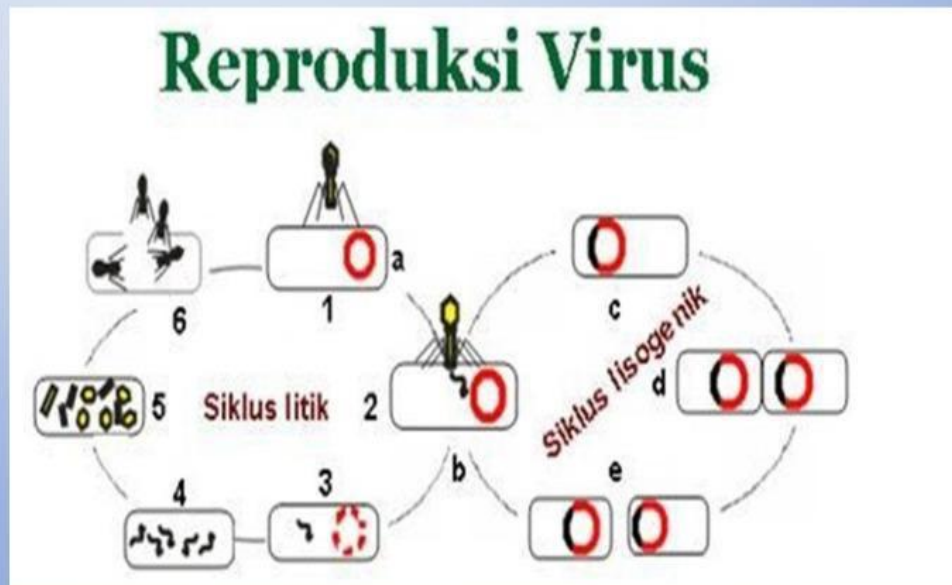 Reproduksi Virus
a
1
6
c
5
Siklus litik
2
Siklus lisogenik
d
b
e
4
3